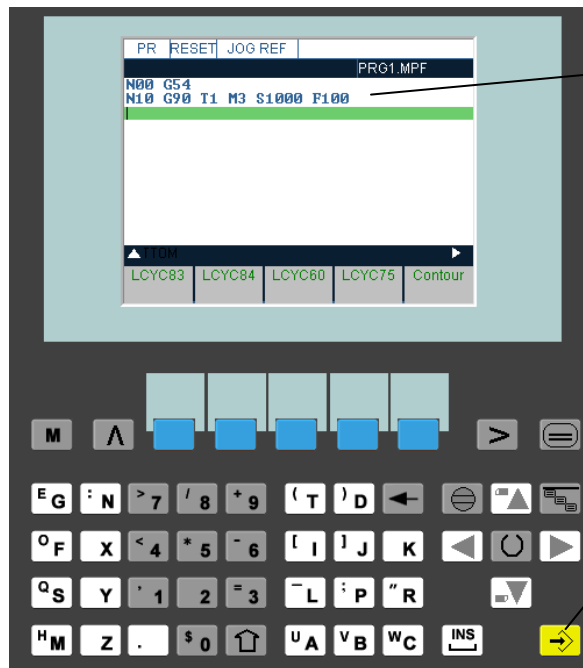 PR RESET JOG REF
PRG1.MPF
N00 G54
N10 G90 T1 M3 S1000 F100
TTOM
LCYC83 LCYC84 LCYC60 LCYC75 Contour
M Λ >
E G : N > 7 / 8 + 9 ( T ) D
O F X < 4 * 5 - 6 [ I ] J K
Q S Y ' 1 2 = 3 ¯ L ; P " R
H M Z . $ 0 U A V B W C INS